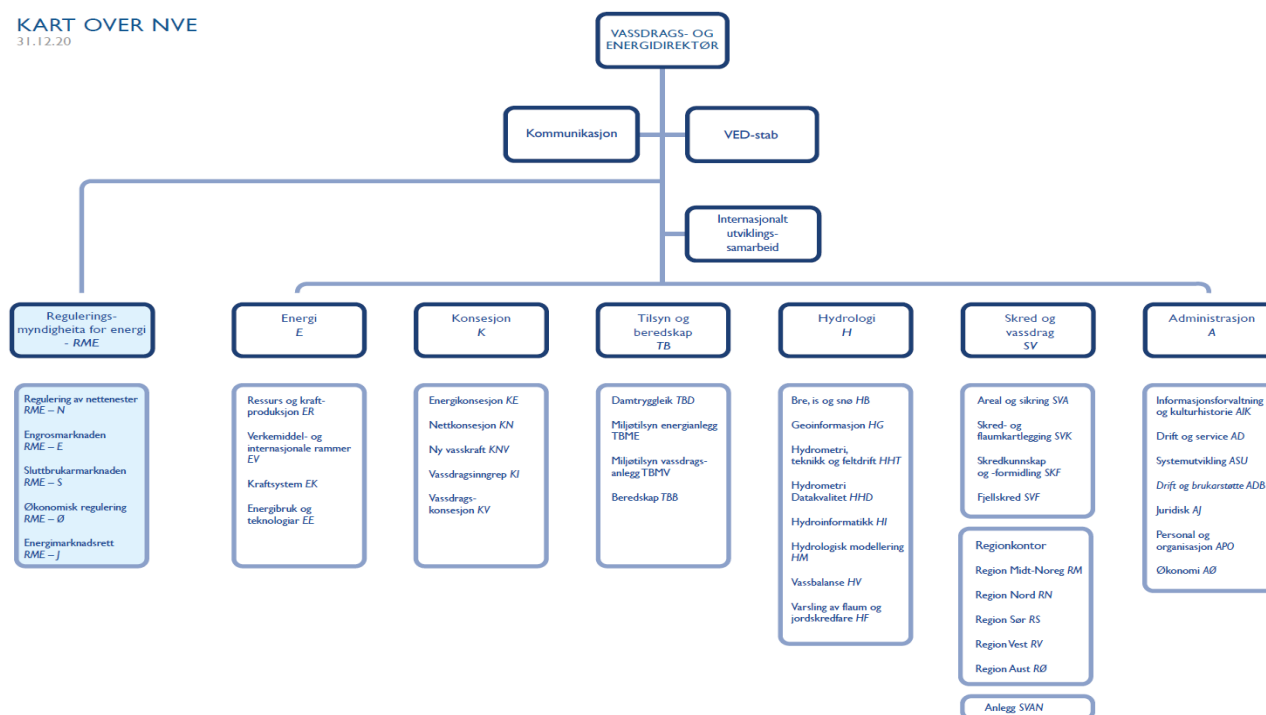 KART OVER NVE
31.12.20
VASSDRAGS- OG
ENERGIDIREKTØR
Kommunikasjon
VED-stab
Internasjonalt
utviklings-
samarbeid
Regulerings-
myndigheita for energi
- RME
Regulering av nettenester
RME – N
Engrosmarknaden
RME – E
Sluttbrukarmarknaden
RME – S
Økonomisk regulering
RME – Ø
Energimarknadsrett
RME – J
Energi
E
Ressurs og kraft-
produksjon ER
Verkemiddel- og
internasjonale rammer
EV
Kraftsystem EK
Energibruk og
teknologiar EE
Konsesjon
K
Energikonsesjon KE
Nettkonsesjon KN
Ny vasskraft KNV
Vassdragsinngrep KI
Vassdrags-
konsesjon KV
Tilsyn og
beredskap
TB
Damtryggleik TBD
Miljøtilsyn energianlegg
TBME
Miljøtilsyn vassdrags-
anlegg TBMV
Beredskap TBB
Hydrologi
H
Bre, is og snø HB
Geoinformasjon HG
Hydrometri,
teknikk og feltdrift HHT
Hydrometri
Datakvalitet HHD
Hydroinformatikk HI
Hydrologisk modellering
HM
Vassbalanse HV
Varsling av flaum og
jordskredfare HF
Skred og
vassdrag
SV
Areal og sikring SVA
Skred- og
flaumkartlegging SVK
Skredkunnskap
og -formidling SKF
Fjellskred SVF
Regionkontor
Region Midt-Noreg RM
Region Nord RN
Region Sør RS
Region Vest RV
Region Aust RØ
Anlegg SVAN
Administrasjon
A
Informasjonsforvaltning
og kulturhistorie AIK
Drift og service AD
Systemutvikling ASU
Drift og brukarstøtte ADB
Juridisk AJ
Personal og
organisasjon APO
Økonomi AØ